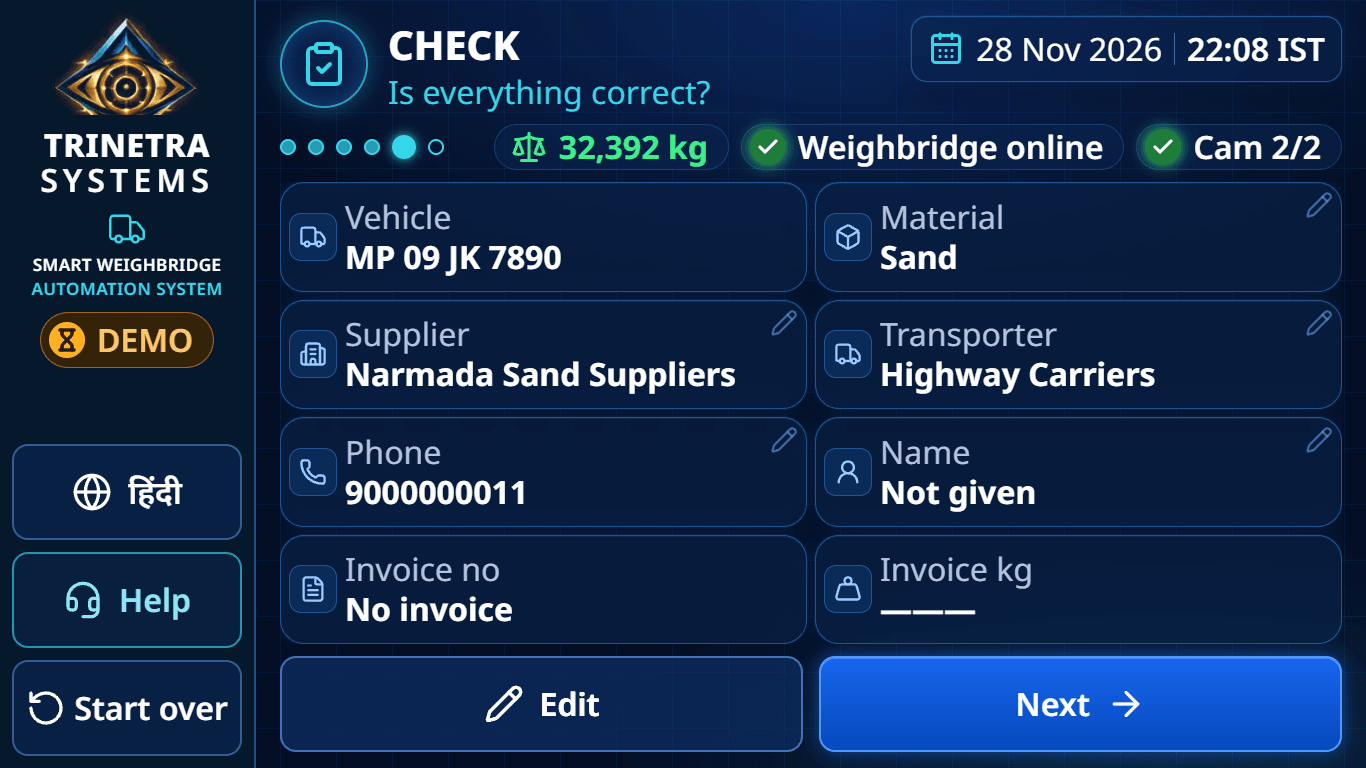 TRINETRA
SYSTEMS
SMART WEIGHBRIDGE
AUTOMATION SYSTEM
DEMO
हिंदी
Help
Start over
CHECK
Is everything correct?
28 Nov 2026
22:08 IST
32,392 kg
Weighbridge online
Cam 2/2
Vehicle
MP 09 JK 7890
Material
Sand
Supplier
Narmada Sand Suppliers
Transporter
Highway Carriers
Phone
9000000011
Name
Not given
Invoice no
No invoice
Invoice kg
———
Edit
Next